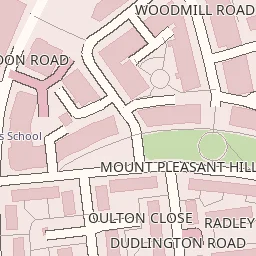 WOODMILL ROAD
DON ROAD
s School
MOUNT PLEASANT HILL
OULTON CLOSE
RADLEY
DUDLINGTON ROAD